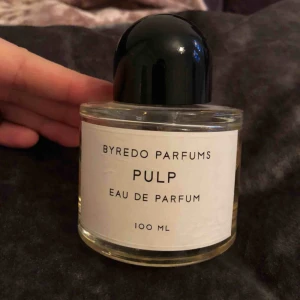 BYREDO PARFUMS
PULP
EAU DE PARFUM
100 ML